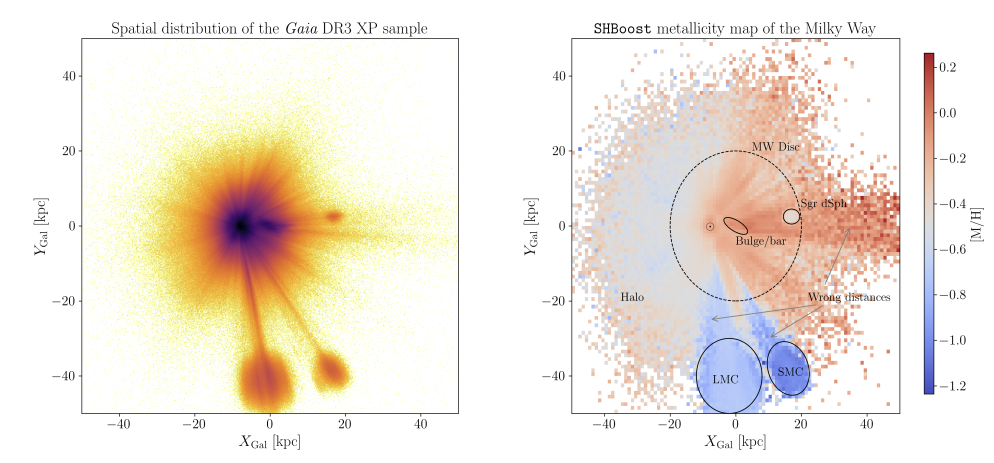 Spatial distribution of the Gaia DR3 XP sample
40
20
0
−20
−40
Y_Gal [kpc]
−40
−20
0
20
40
X_Gal [kpc]
SHBoost metallicity map of the Milky Way
40
20
0
−20
−40
Y_Gal [kpc]
MW Disc
Sgr dSph
Bulge/bar
Halo
Wrong distances
LMC
SMC
−40
−20
0
20
40
X_Gal [kpc]
0.2
0.0
−0.2
−0.4
−0.6
−0.8
−1.0
−1.2
[M/H]